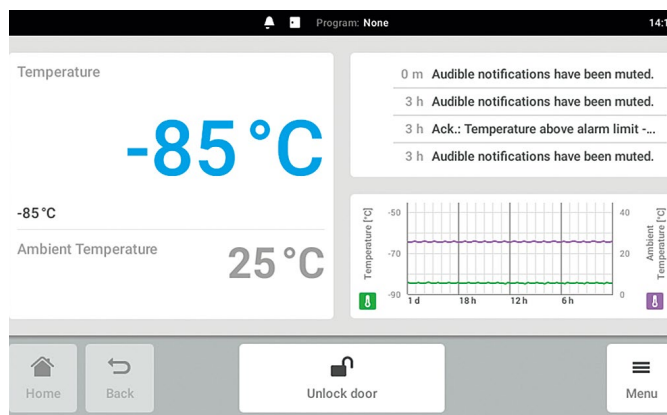 Program: None
14:1
Temperature
-85 °C
-85 °C
Ambient Temperature
25 °C
0 m Audible notifications have been muted.
3 h Audible notifications have been muted.
3 h Ack.: Temperature above alarm limit -...
3 h Audible notifications have been muted.
Temperature [°C]
-50
-70
-90
1 d 18 h 12 h 6 h
40
20
0
Ambient Temperature [°C]
Home
Back
Unlock door
Menu